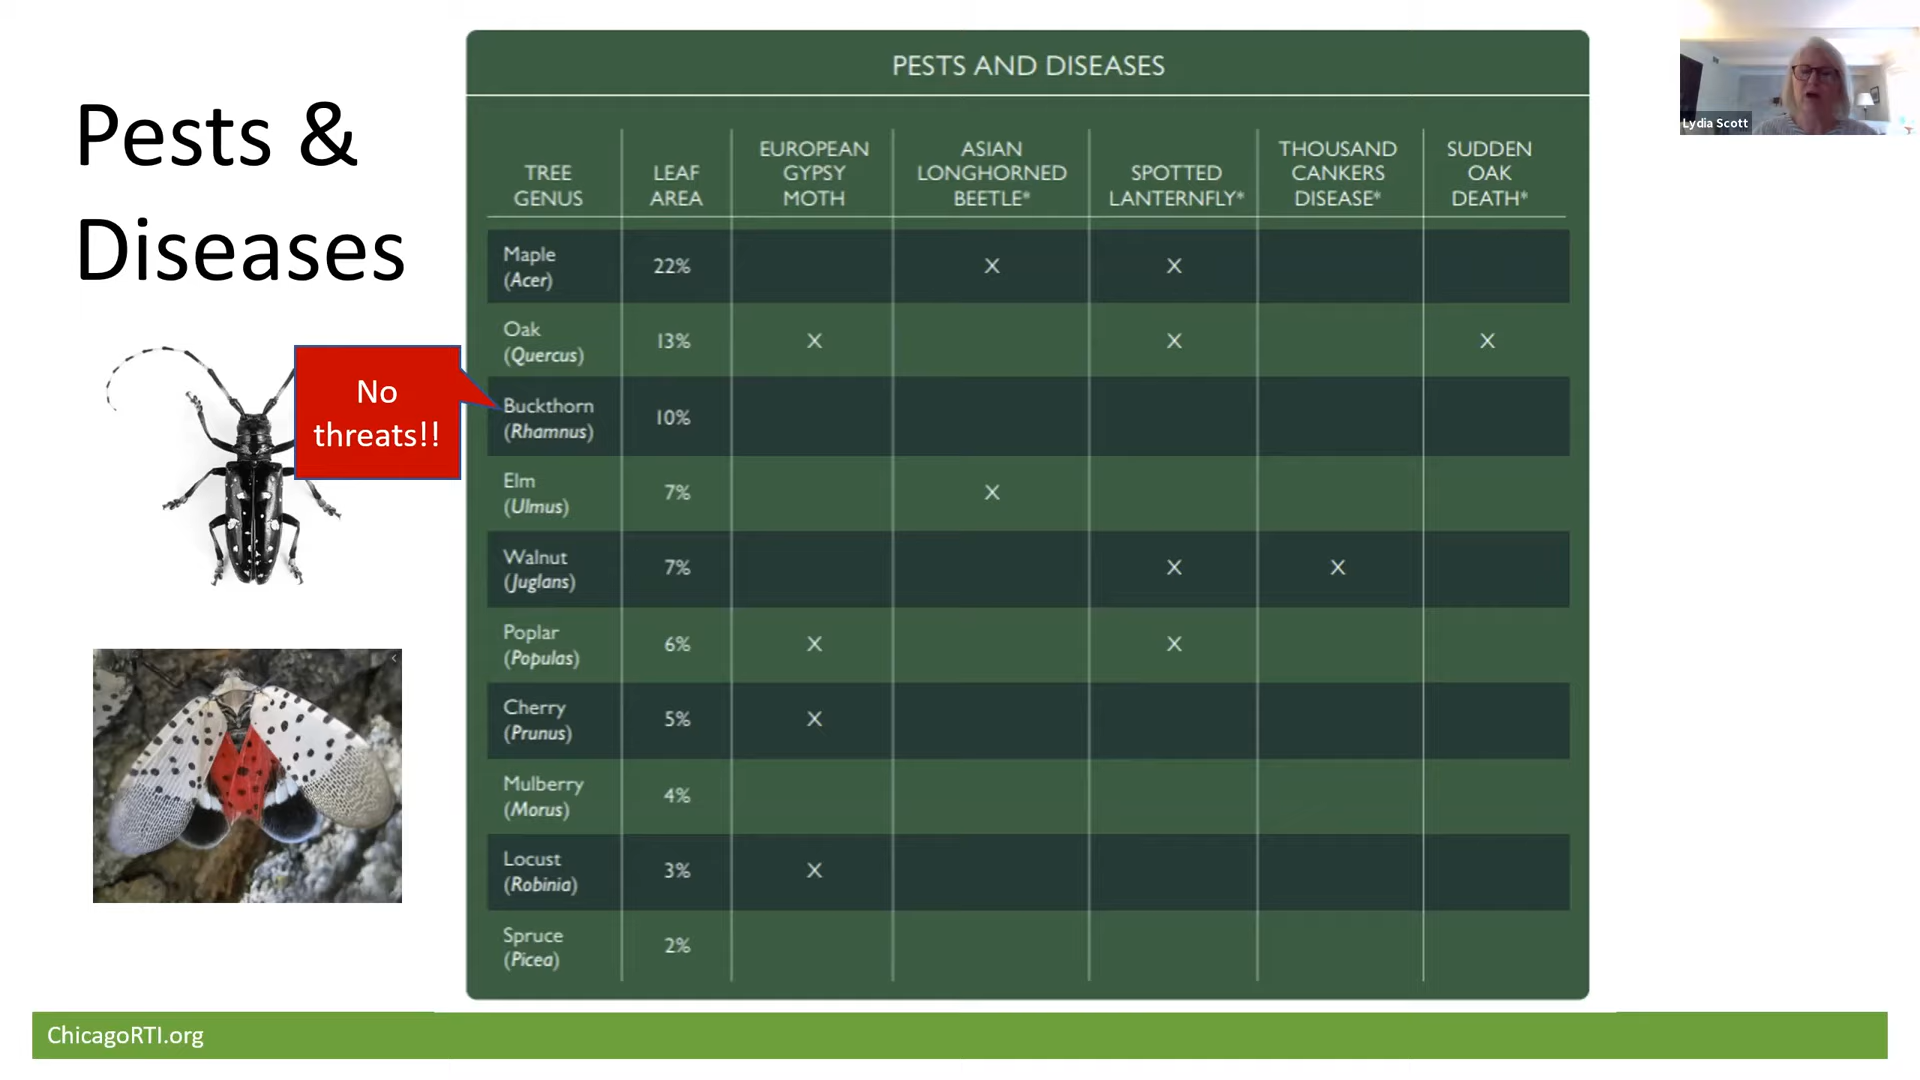 Pests &
Diseases
No
threats!!
PESTS AND DISEASES
TREE
GENUS
LEAF
AREA
EUROPEAN
GYPSY
MOTH
ASIAN
LONGHORNED
BEETLE*
SPOTTED
LANTERNFLY*
THOUSAND
CANKERS
DISEASE*
SUDDEN
OAK
DEATH*
Maple
(Acer)
22%
X
X
Oak
(Quercus)
13%
X
X
X
Buckthorn
(Rhamnus)
10%
Elm
(Ulmus)
7%
X
Walnut
(Juglans)
7%
X
X
Poplar
(Populas)
6%
X
X
Cherry
(Prunus)
5%
X
Mulberry
(Morus)
4%
Locust
(Robinia)
3%
X
Spruce
(Picea)
2%
Lydia Scott
ChicagoRTI.org